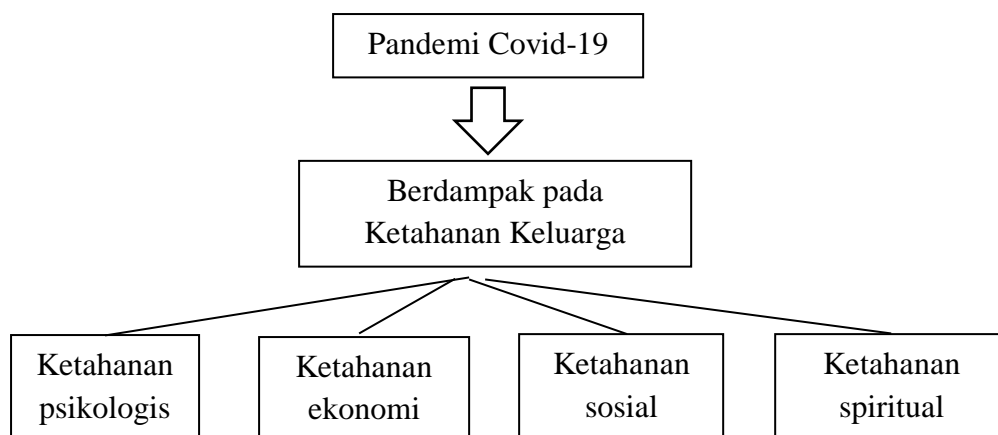 Pandemi Covid-19
Berdampak pada
Ketahanan Keluarga
Ketahanan
psikologis
Ketahanan
ekonomi
Ketahanan
sosial
Ketahanan
spiritual